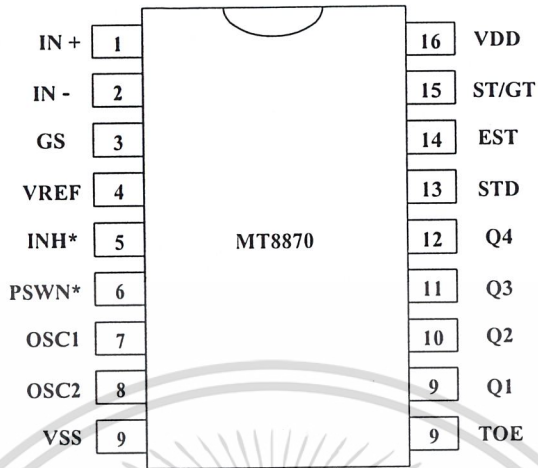 IN + 1 16 VDD
IN - 2 15 ST/GT
GS 3 14 EST
VREF 4 13 STD
INH* 5 MT8870 12 Q4
PSWN* 6 11 Q3
OSC1 7 10 Q2
OSC2 8 9 Q1
VSS 9 9 TOE